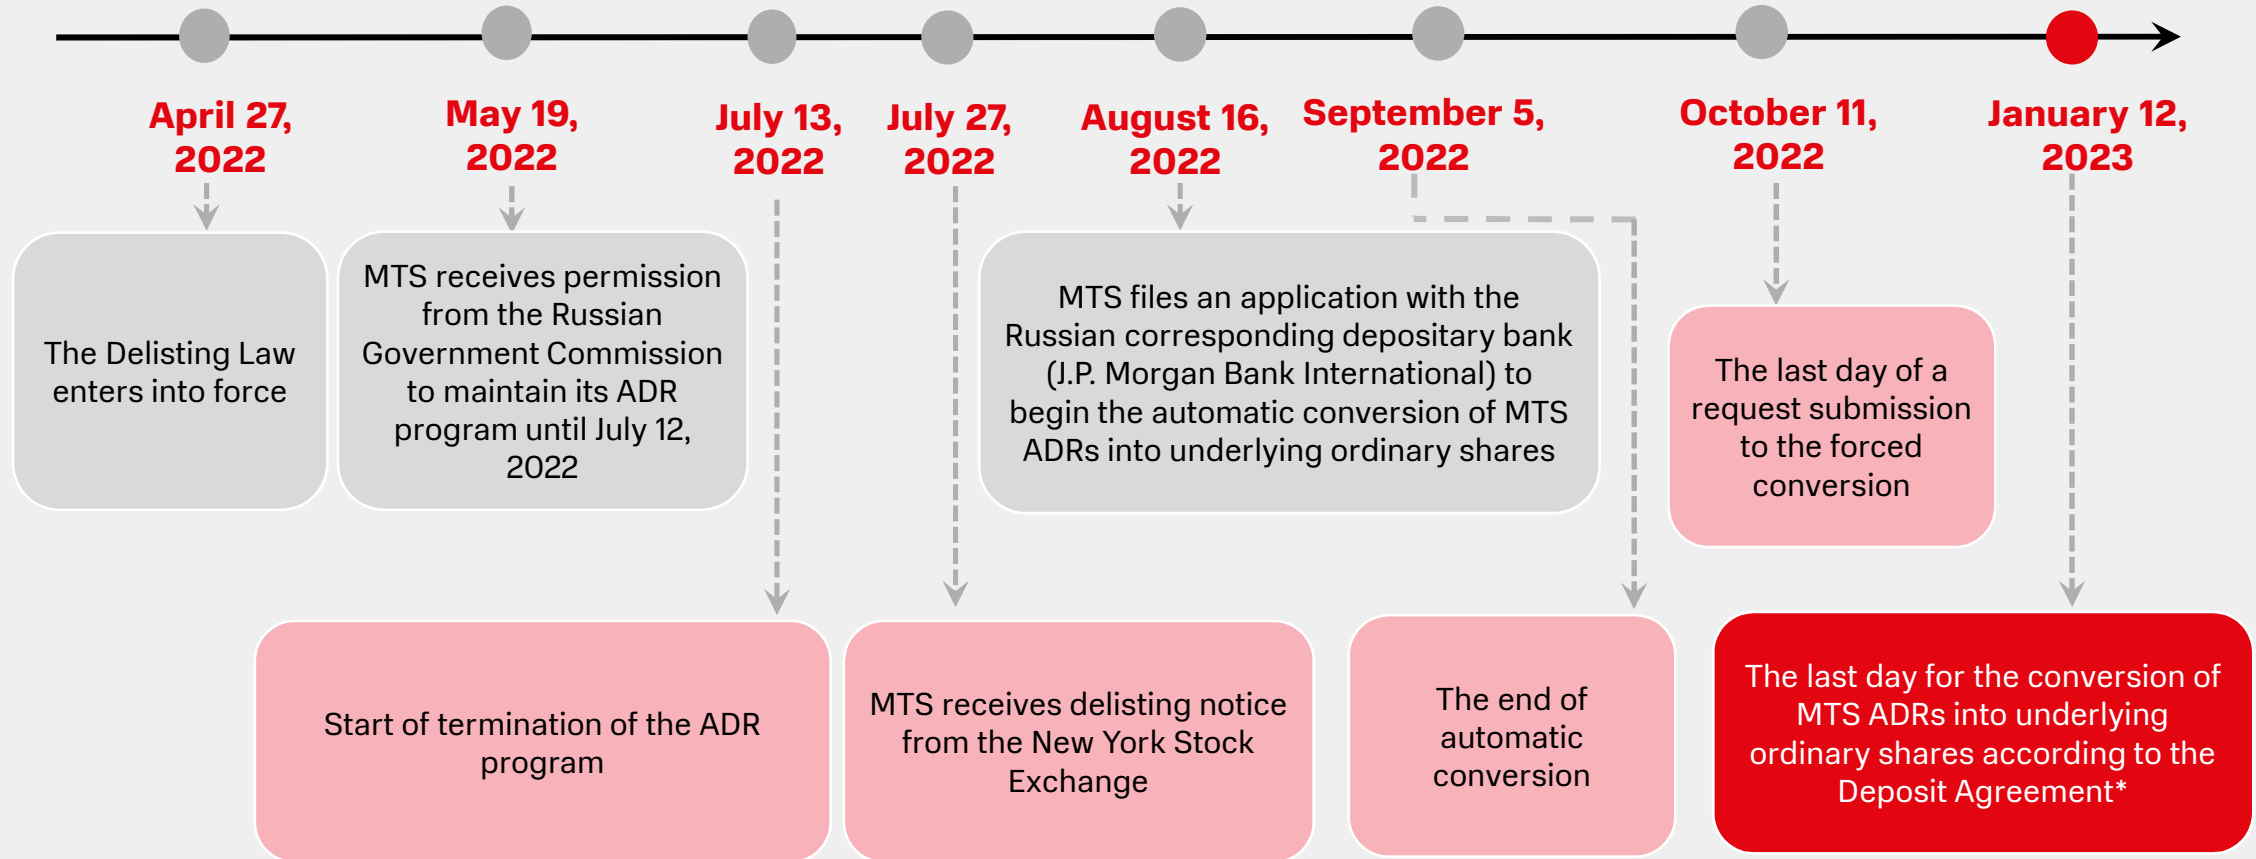 April 27,
2022
May 19,
2022
July 13,
2022
July 27,
2022
August 16,
2022
September 5,
2022
October 11,
2022
January 12,
2023
The Delisting Law
enters into force
MTS receives permission
from the Russian
Government Commission
to maintain its ADR
program until July 12,
2022
MTS files an application with the
Russian corresponding depositary bank
(J.P. Morgan Bank International) to
begin the automatic conversion of MTS
ADRs into underlying ordinary shares
The last day of a
request submission
to the forced
conversion
Start of termination of the ADR
program
MTS receives delisting notice
from the New York Stock
Exchange
The end of
automatic
conversion
The last day for the conversion of
MTS ADRs into underlying
ordinary shares according to the
Deposit Agreement*